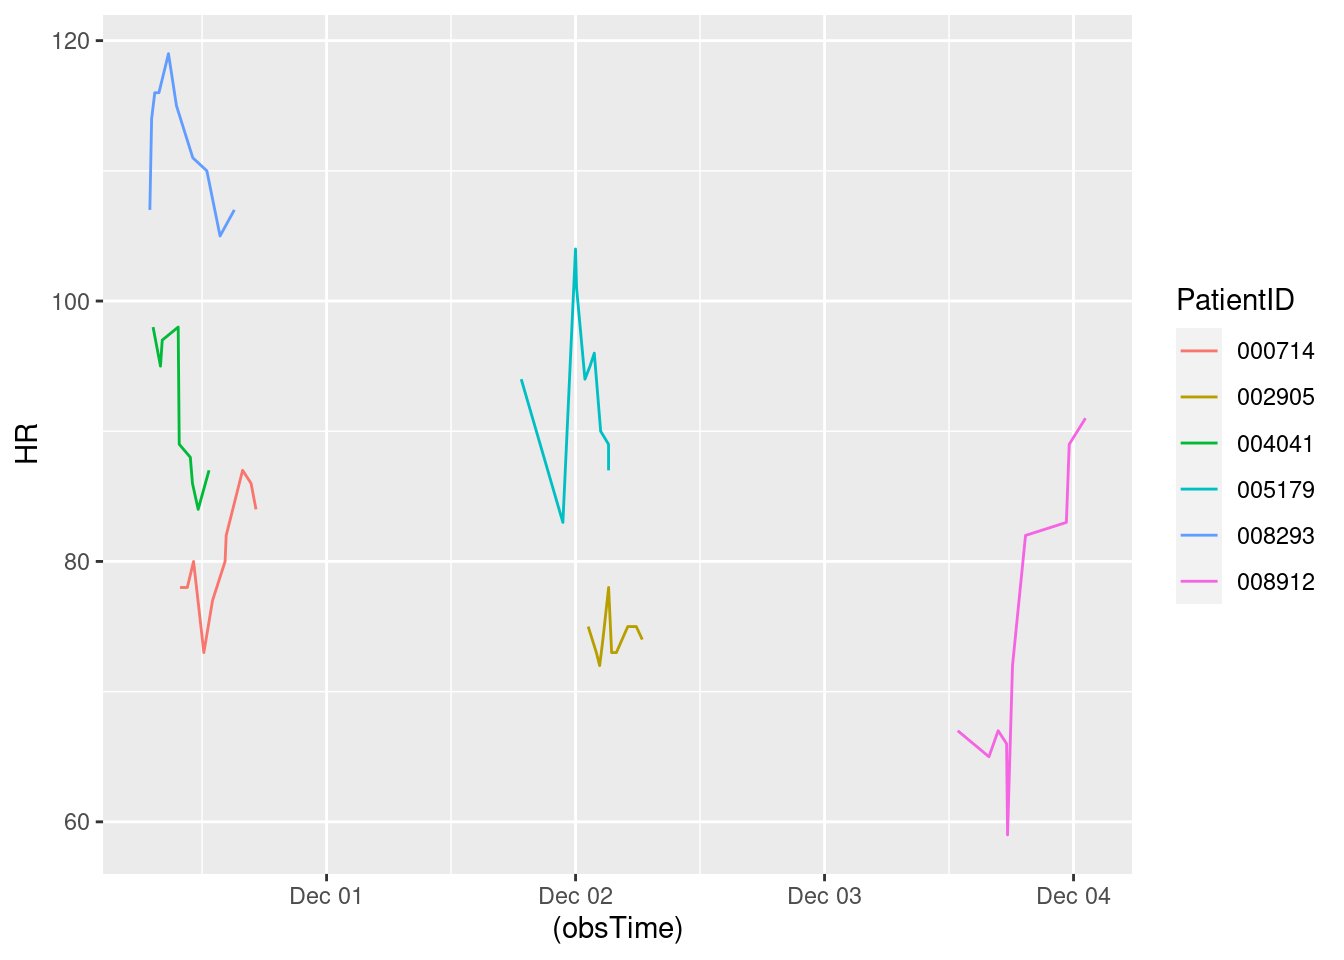 120
100
80
60
HR
Dec 01
Dec 02
Dec 03
Dec 04
(obsTime)
PatientID
000714
002905
004041
005179
008293
008912